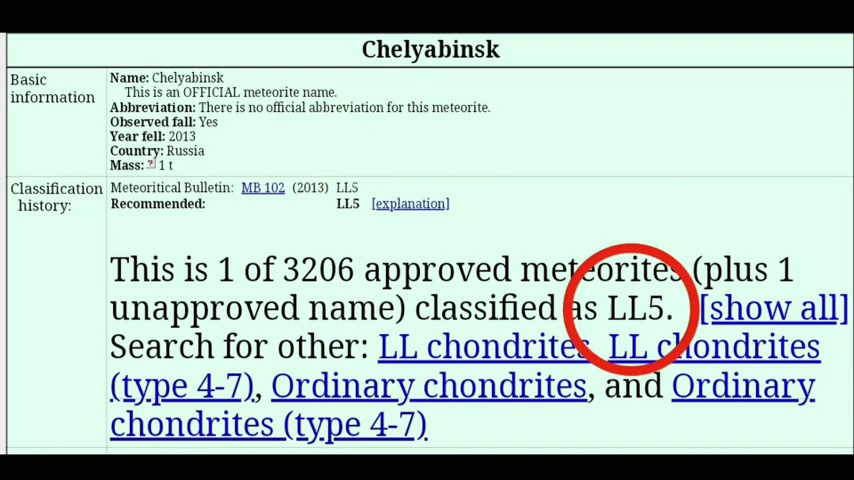 Chelyabinsk
Basic information
Name: Chelyabinsk
This is an OFFICIAL meteorite name.
Abbreviation: There is no official abbreviation for this meteorite.
Observed fall: Yes
Year fell: 2013
Country: Russia
Mass: ? 1 t
Classification history:
Meteoritical Bulletin: MB 102 (2013) LL5
Recommended: LL5 [explanation]
This is 1 of 3206 approved meteorites (plus 1
unapproved name) classified as LL5. [show all]
Search for other: LL chondrites, LL chondrites
(type 4-7), Ordinary chondrites, and Ordinary
chondrites (type 4-7)